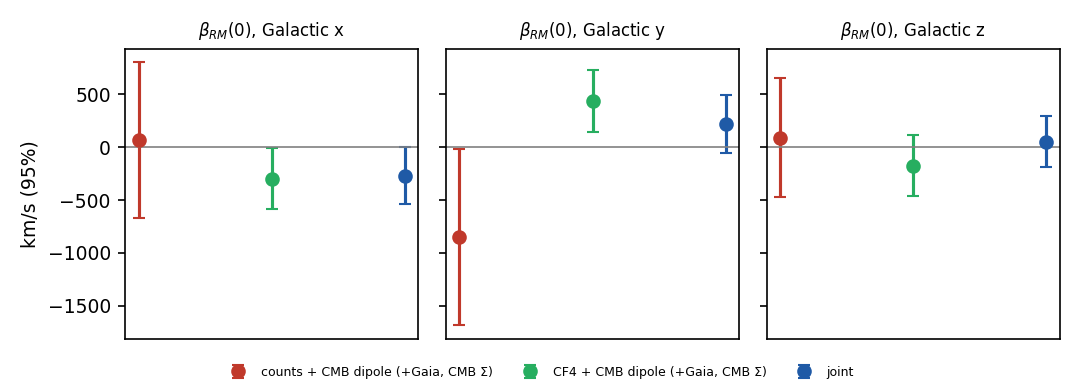 β_RM(0), Galactic x
β_RM(0), Galactic y
β_RM(0), Galactic z
km/s (95%)
500
0
−500
−1000
−1500
counts + CMB dipole (+Gaia, CMB Σ)
CF4 + CMB dipole (+Gaia, CMB Σ)
joint